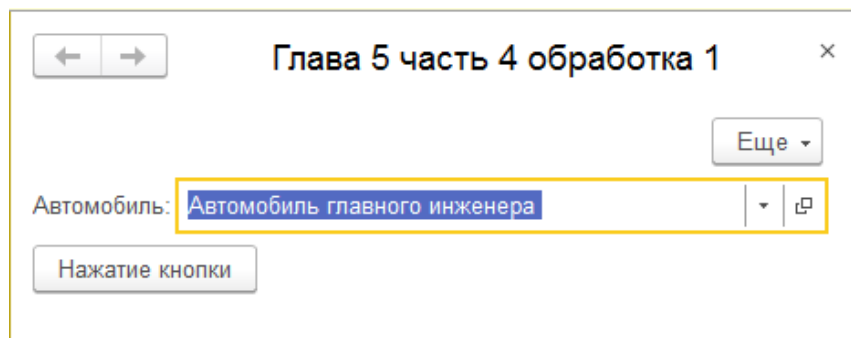 Глава 5 часть 4 обработка 1
Еще
Автомобиль: Автомобиль главного инженера
Нажатие кнопки